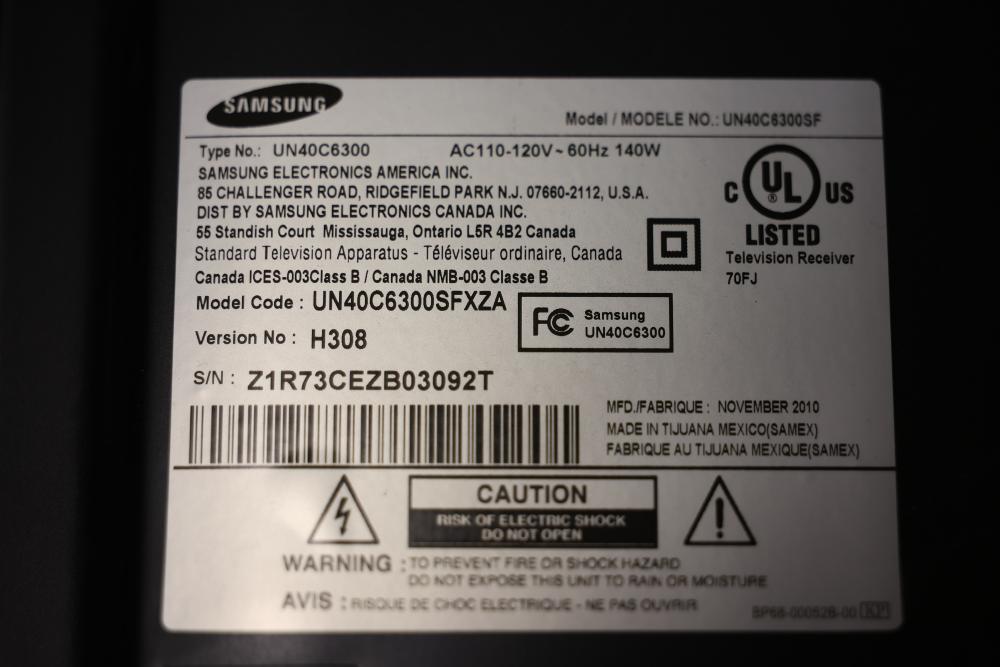 SAMSUNG
Model / MODELE NO.: UN40C6300SF
Type No.: UN40C6300 AC110-120V~60Hz 140W
SAMSUNG ELECTRONICS AMERICA INC.
85 CHALLENGER ROAD, RIDGEFIELD PARK N.J. 07660-2112, U.S.A.
DIST BY SAMSUNG ELECTRONICS CANADA INC.
55 Standish Court Mississauga, Ontario L5R 4B2 Canada
Standard Television Apparatus - Téléviseur ordinaire, Canada
Canada ICES-003Class B / Canada NMB-003 Classe B
C UL ® US
LISTED
Television Receiver
70FJ
Model Code : UN40C6300SFXZA
FC Samsung
UN40C6300
Version No : H308
S/N : Z1R73CEZB03092T
MFD./FABRIQUE : NOVEMBER 2010
MADE IN TIJUANA MEXICO(SAMEX)
FABRIQUE AU TIJUANA MEXIQUE(SAMEX)
CAUTION
RISK OF ELECTRIC SHOCK
DO NOT OPEN
WARNING : TO PREVENT FIRE OR SHOCK HAZARD
DO NOT EXPOSE THIS UNIT TO RAIN OR MOISTURE
AVIS : RISQUE DE CHOC ELECTRIQUE - NE PAS OUVRIR
BP68-00052B-00 KP